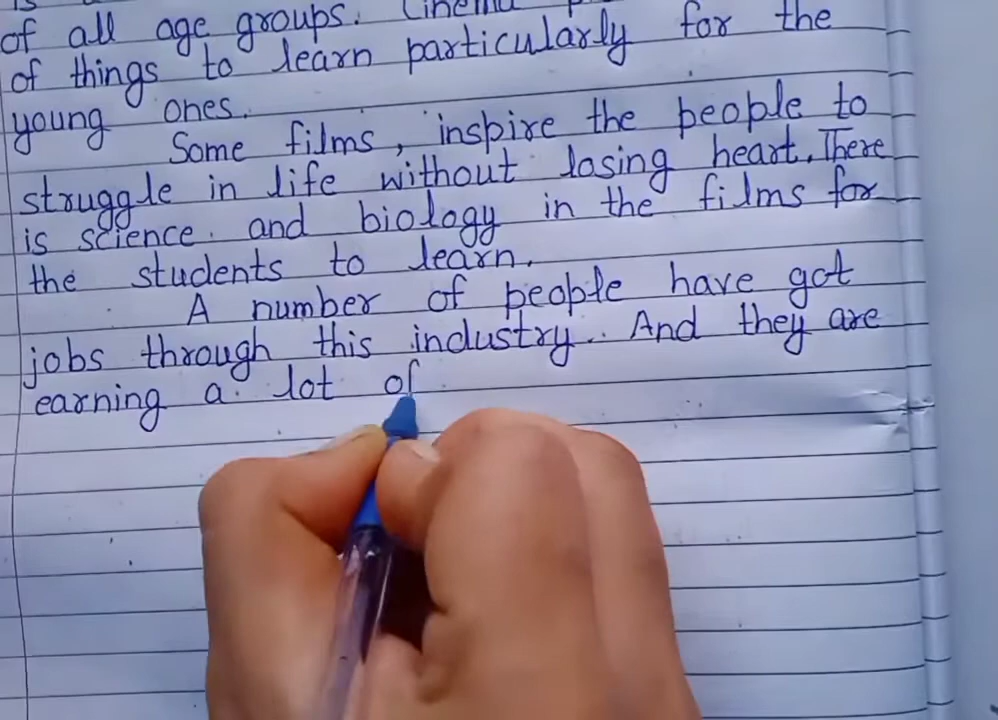 of all age groups. Cinema
of things to learn particularly for the
young ones.
Some films, inspire the people to
struggle in life without losing heart. There
is science. and biology in the films for
the students to learn.
A number of people have got
jobs through this industry. And they are
earning a lot of